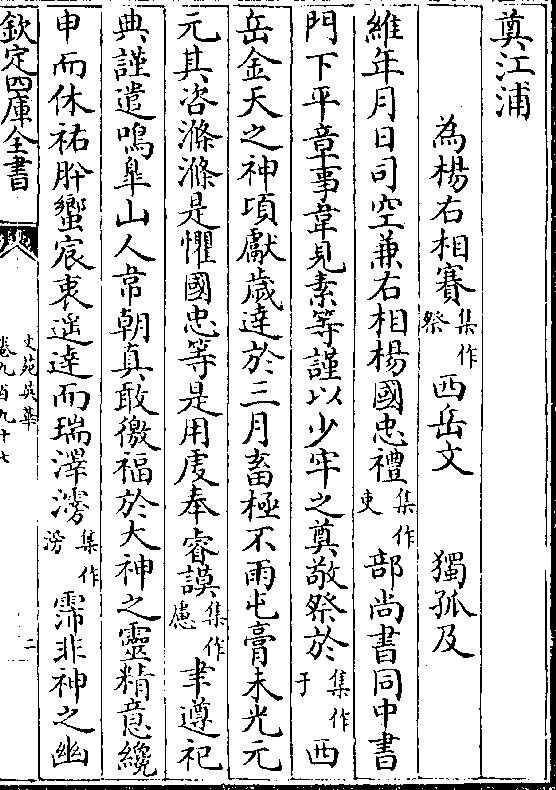 奠江浦
為楊右相賽集作祭西岳文 獨孤及
維年月日司空兼右相楊國忠禮集作吏部尚書同中書
門下平章事韋見素等謹以少牢之奠敬祭於集作于西
岳金天之神頃獻歲達於三月畜極不雨屯膏未光元
元其咨滌滌是懼國忠等是用虔奉睿謨集作慮聿遵祀
典謹遣鳴臯山人常朝真敢徼福於大神之靈精意纔
申而休祐肹蠁宸衷遥達而瑞澤滂集作滂霈非神之幽
欽定四庫全書
文苑英華
卷九百九十七
二